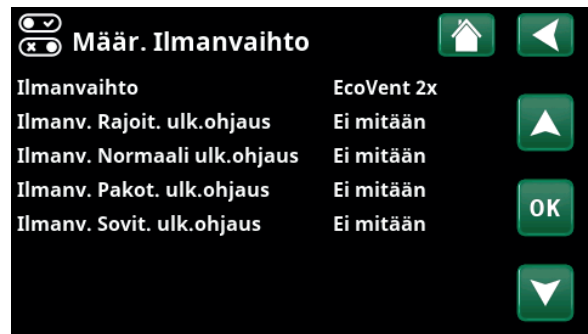 Määr. Ilmanvaihto
Ilmanvaihto EcoVent 2x
Ilmanv. Rajoit. ulk.ohjaus Ei mitään
Ilmanv. Normaali ulk.ohjaus Ei mitään
Ilmanv. Pakot. ulk.ohjaus Ei mitään
Ilmanv. Sovit. ulk.ohjaus Ei mitään
OK